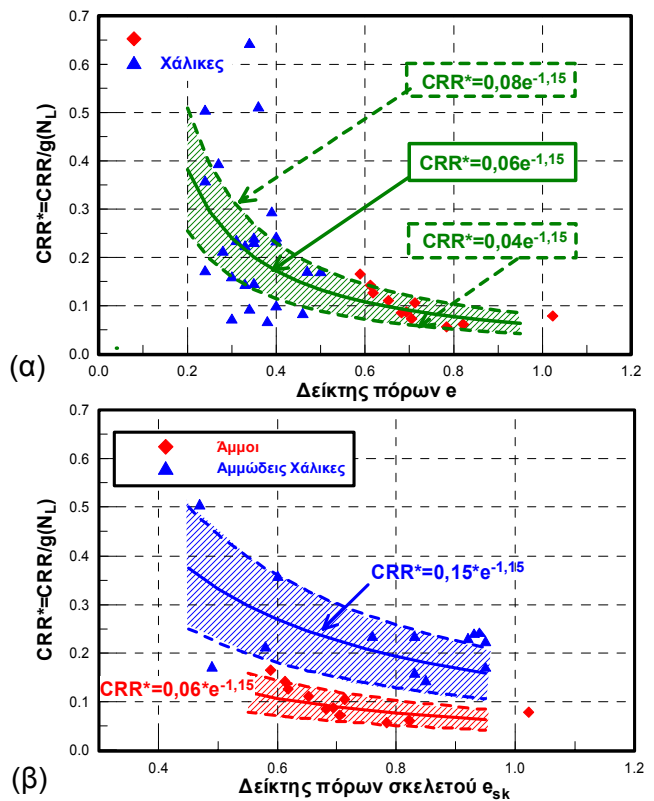 0.7
0.6
0.5
0.4
0.3
0.2
0.1
0.0
CRR*=CRR/g(N_L)
Χάλικες
CRR*=0,08e^-1,15
CRR*=0,06e^-1,15
CRR*=0,04e^-1,15
0.0 0.2 0.4 0.6 0.8 1.0 1.2
Δείκτης πόρων e
(α)
0.7
0.6
0.5
0.4
0.3
0.2
0.1
0.0
CRR*=CRR/g(N_L)
Άμμοι
Αμμώδεις Χάλικες
CRR*=0,15*e^-1,15
CRR*=0,06*e^-1,15
0.4 0.6 0.8 1.0 1.2
Δείκτης πόρων σκελετού e_sk
(β)